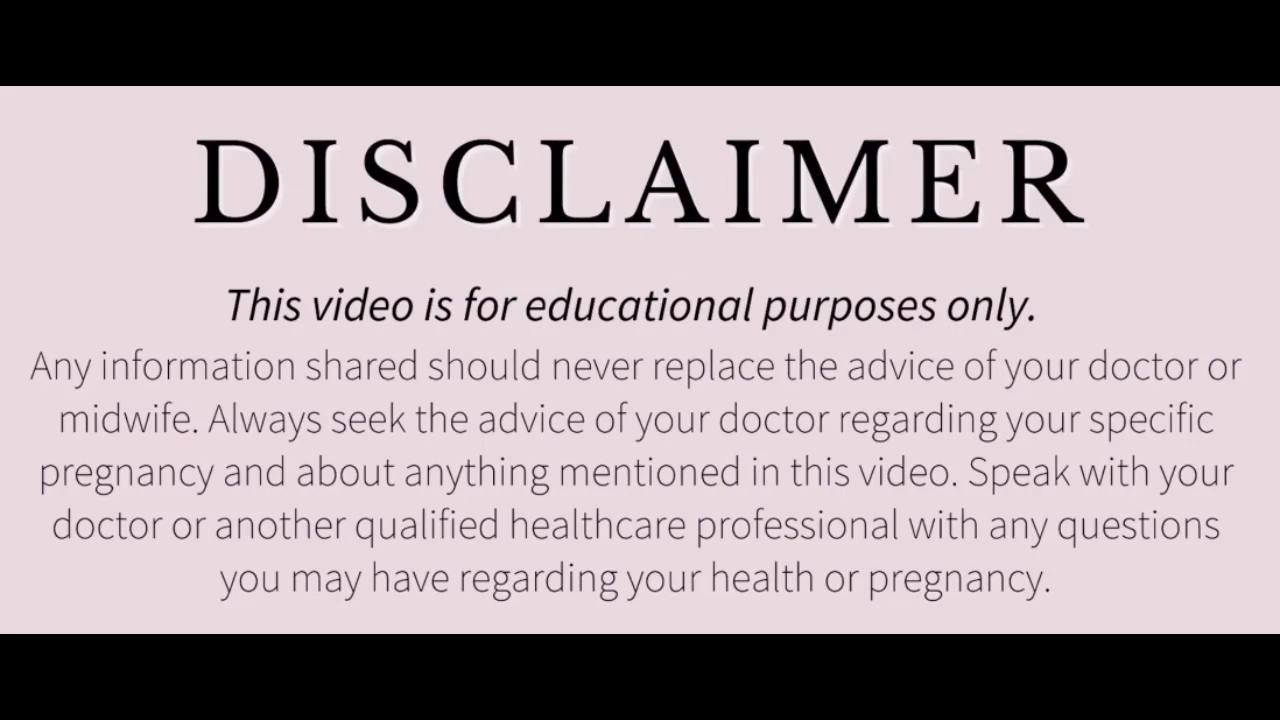 DISCLAIMER
This video is for educational purposes only.
Any information shared should never replace the advice of your doctor or
midwife. Always seek the advice of your doctor regarding your specific
pregnancy and about anything mentioned in this video. Speak with your
doctor or another qualified healthcare professional with any questions
you may have regarding your health or pregnancy.